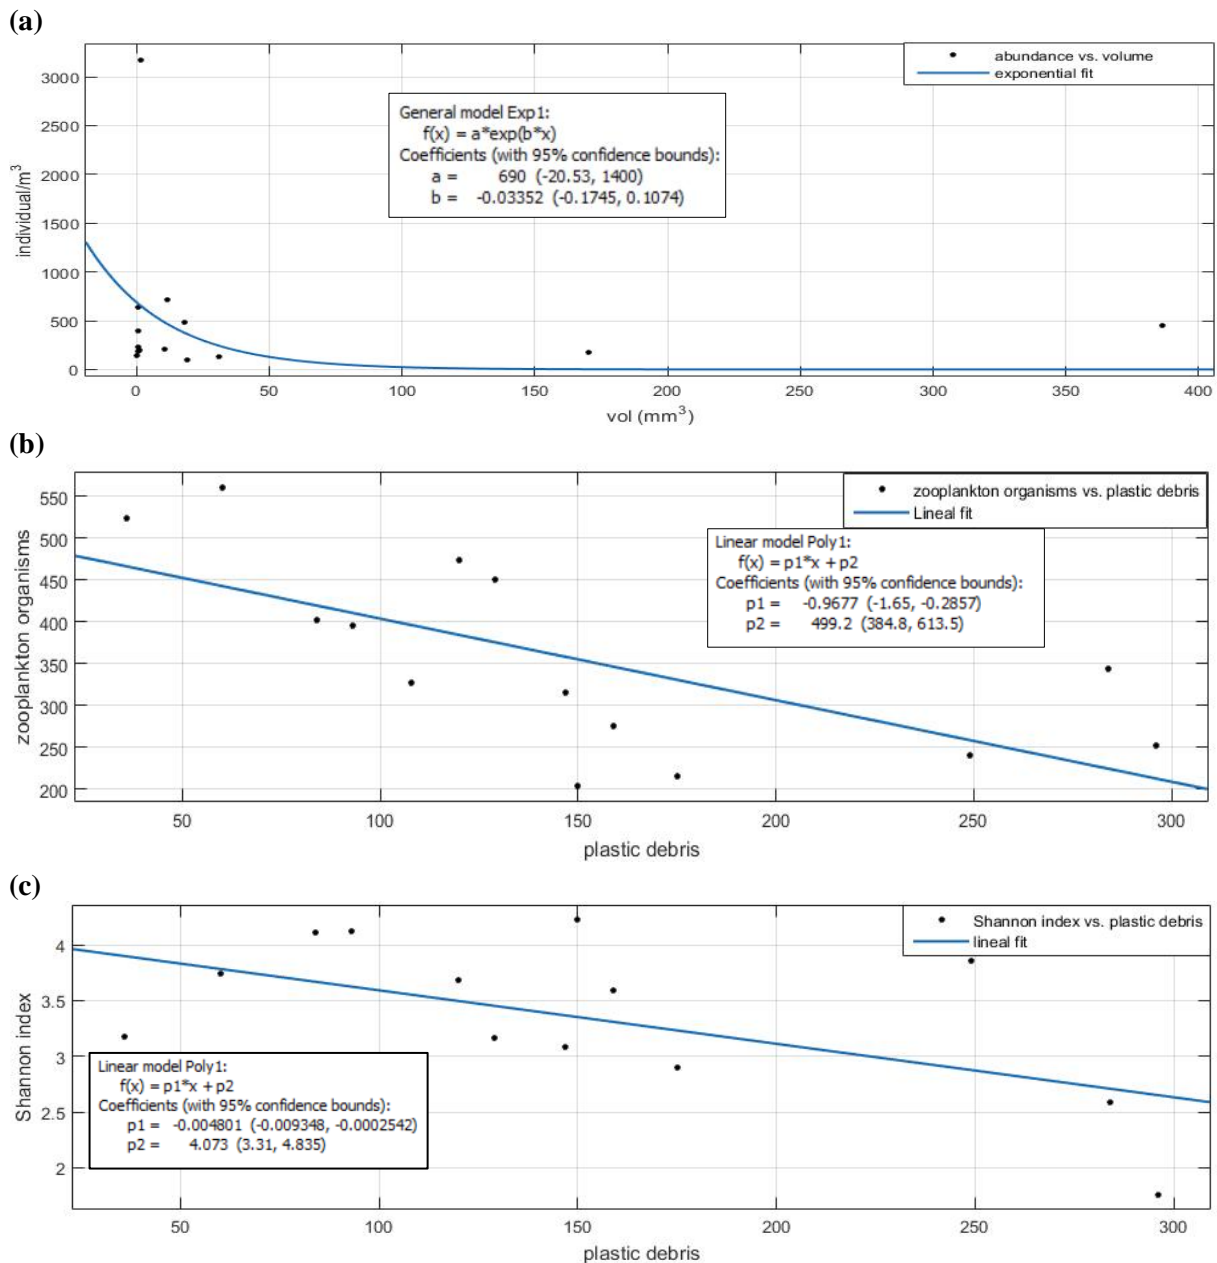 (a)
abundance vs. volume
exponential fit
3000
2500
2000
1500
1000
500
0
individual/m³
General model Exp1:
f(x) = a*exp(b*x)
Coefficients (with 95% confidence bounds):
a = 690 (-20.53, 1400)
b = -0.03352 (-0.1745, 0.1074)
0 50 100 150 200 250 300 350 400
vol (mm³)
(b)
zooplankton organisms vs. plastic debris
Lineal fit
550
500
450
400
350
300
250
200
zooplankton organisms
Linear model Poly1:
f(x) = p1*x + p2
Coefficients (with 95% confidence bounds):
p1 = -0.9677 (-1.65, -0.2857)
p2 = 499.2 (384.8, 613.5)
50 100 150 200 250 300
plastic debris
(c)
Shannon index vs. plastic debris
lineal fit
4
3.5
3
2.5
2
Shannon index
Linear model Poly1:
f(x) = p1*x + p2
Coefficients (with 95% confidence bounds):
p1 = -0.004801 (-0.009348, -0.0002542)
p2 = 4.073 (3.31, 4.835)
50 100 150 200 250 300
plastic debris